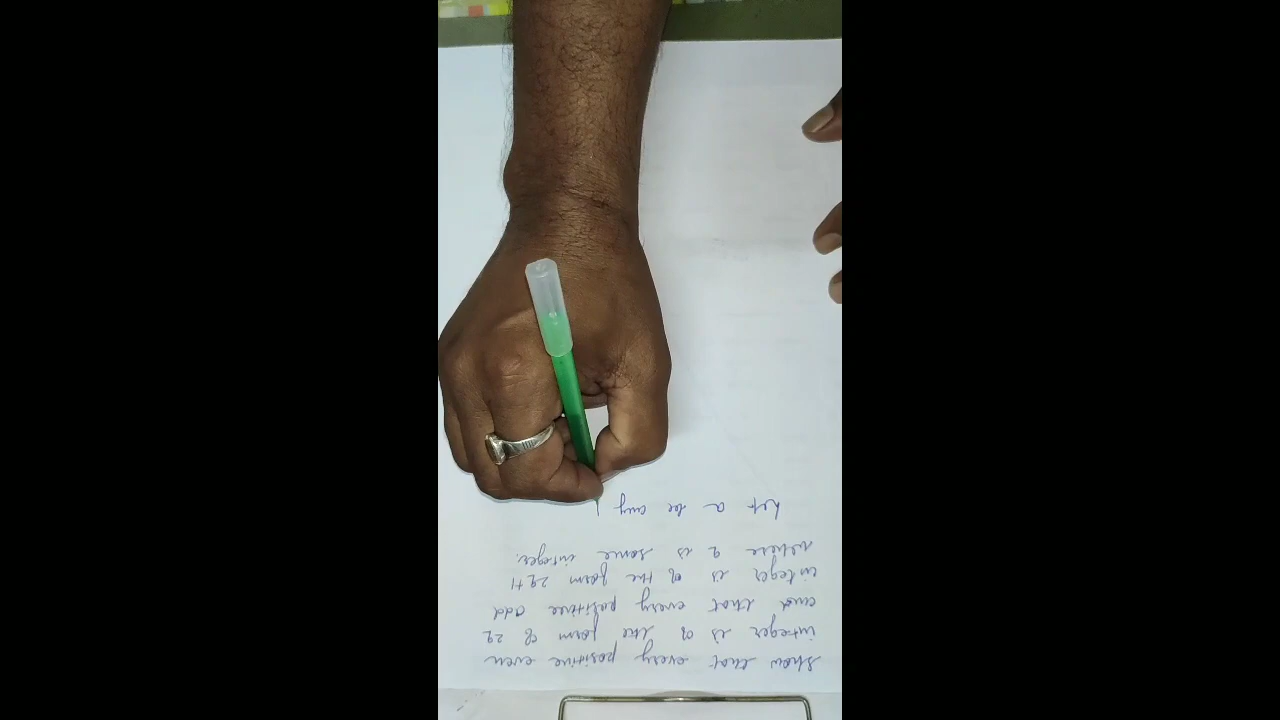 Show that every positive even
integer is of the form of 2q
and that every positive odd
integer is of the form 2q+1
where q is some integer.
Let a be any